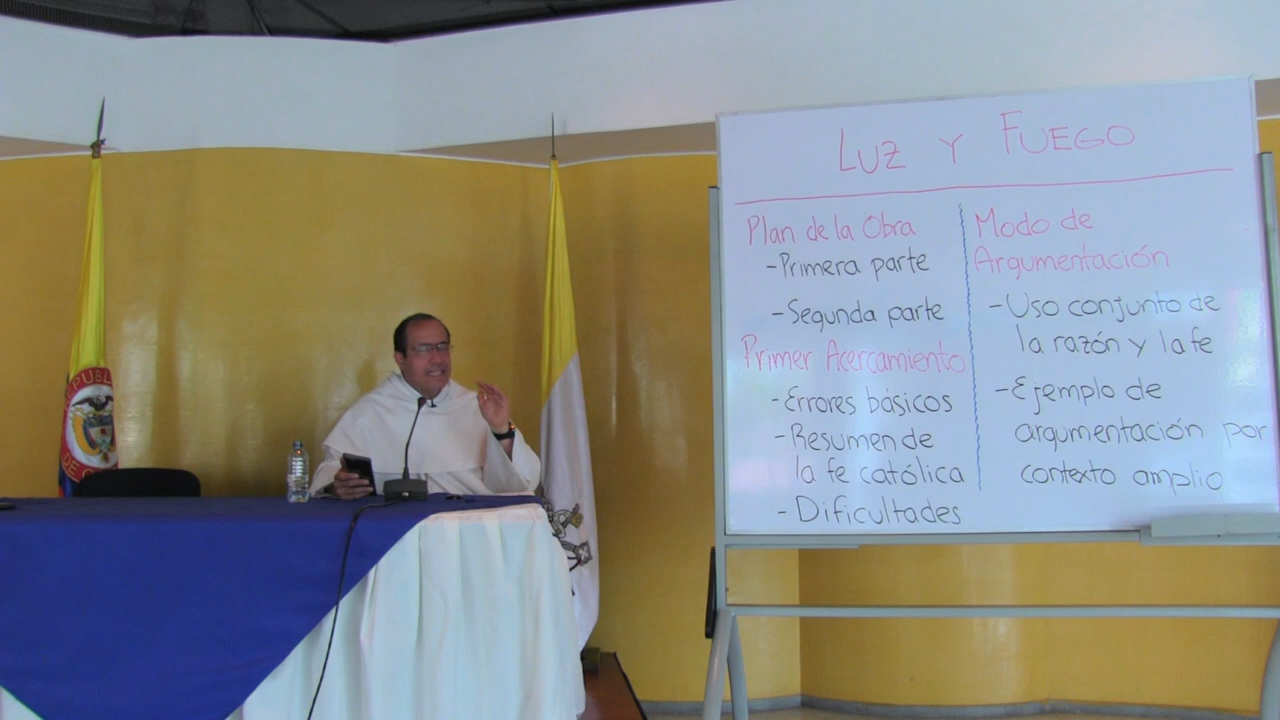 LUZ Y FUEGO
Plan de la Obra
-Primera parte
-Segunda parte
Primer Acercamiento
-Errores básicos
-Resumen de
la fe católica
-Dificultades
Modo de
Argumentación
-Uso conjunto de
la razón y la fe
-Ejemplo de
argumentación por
contexto amplio